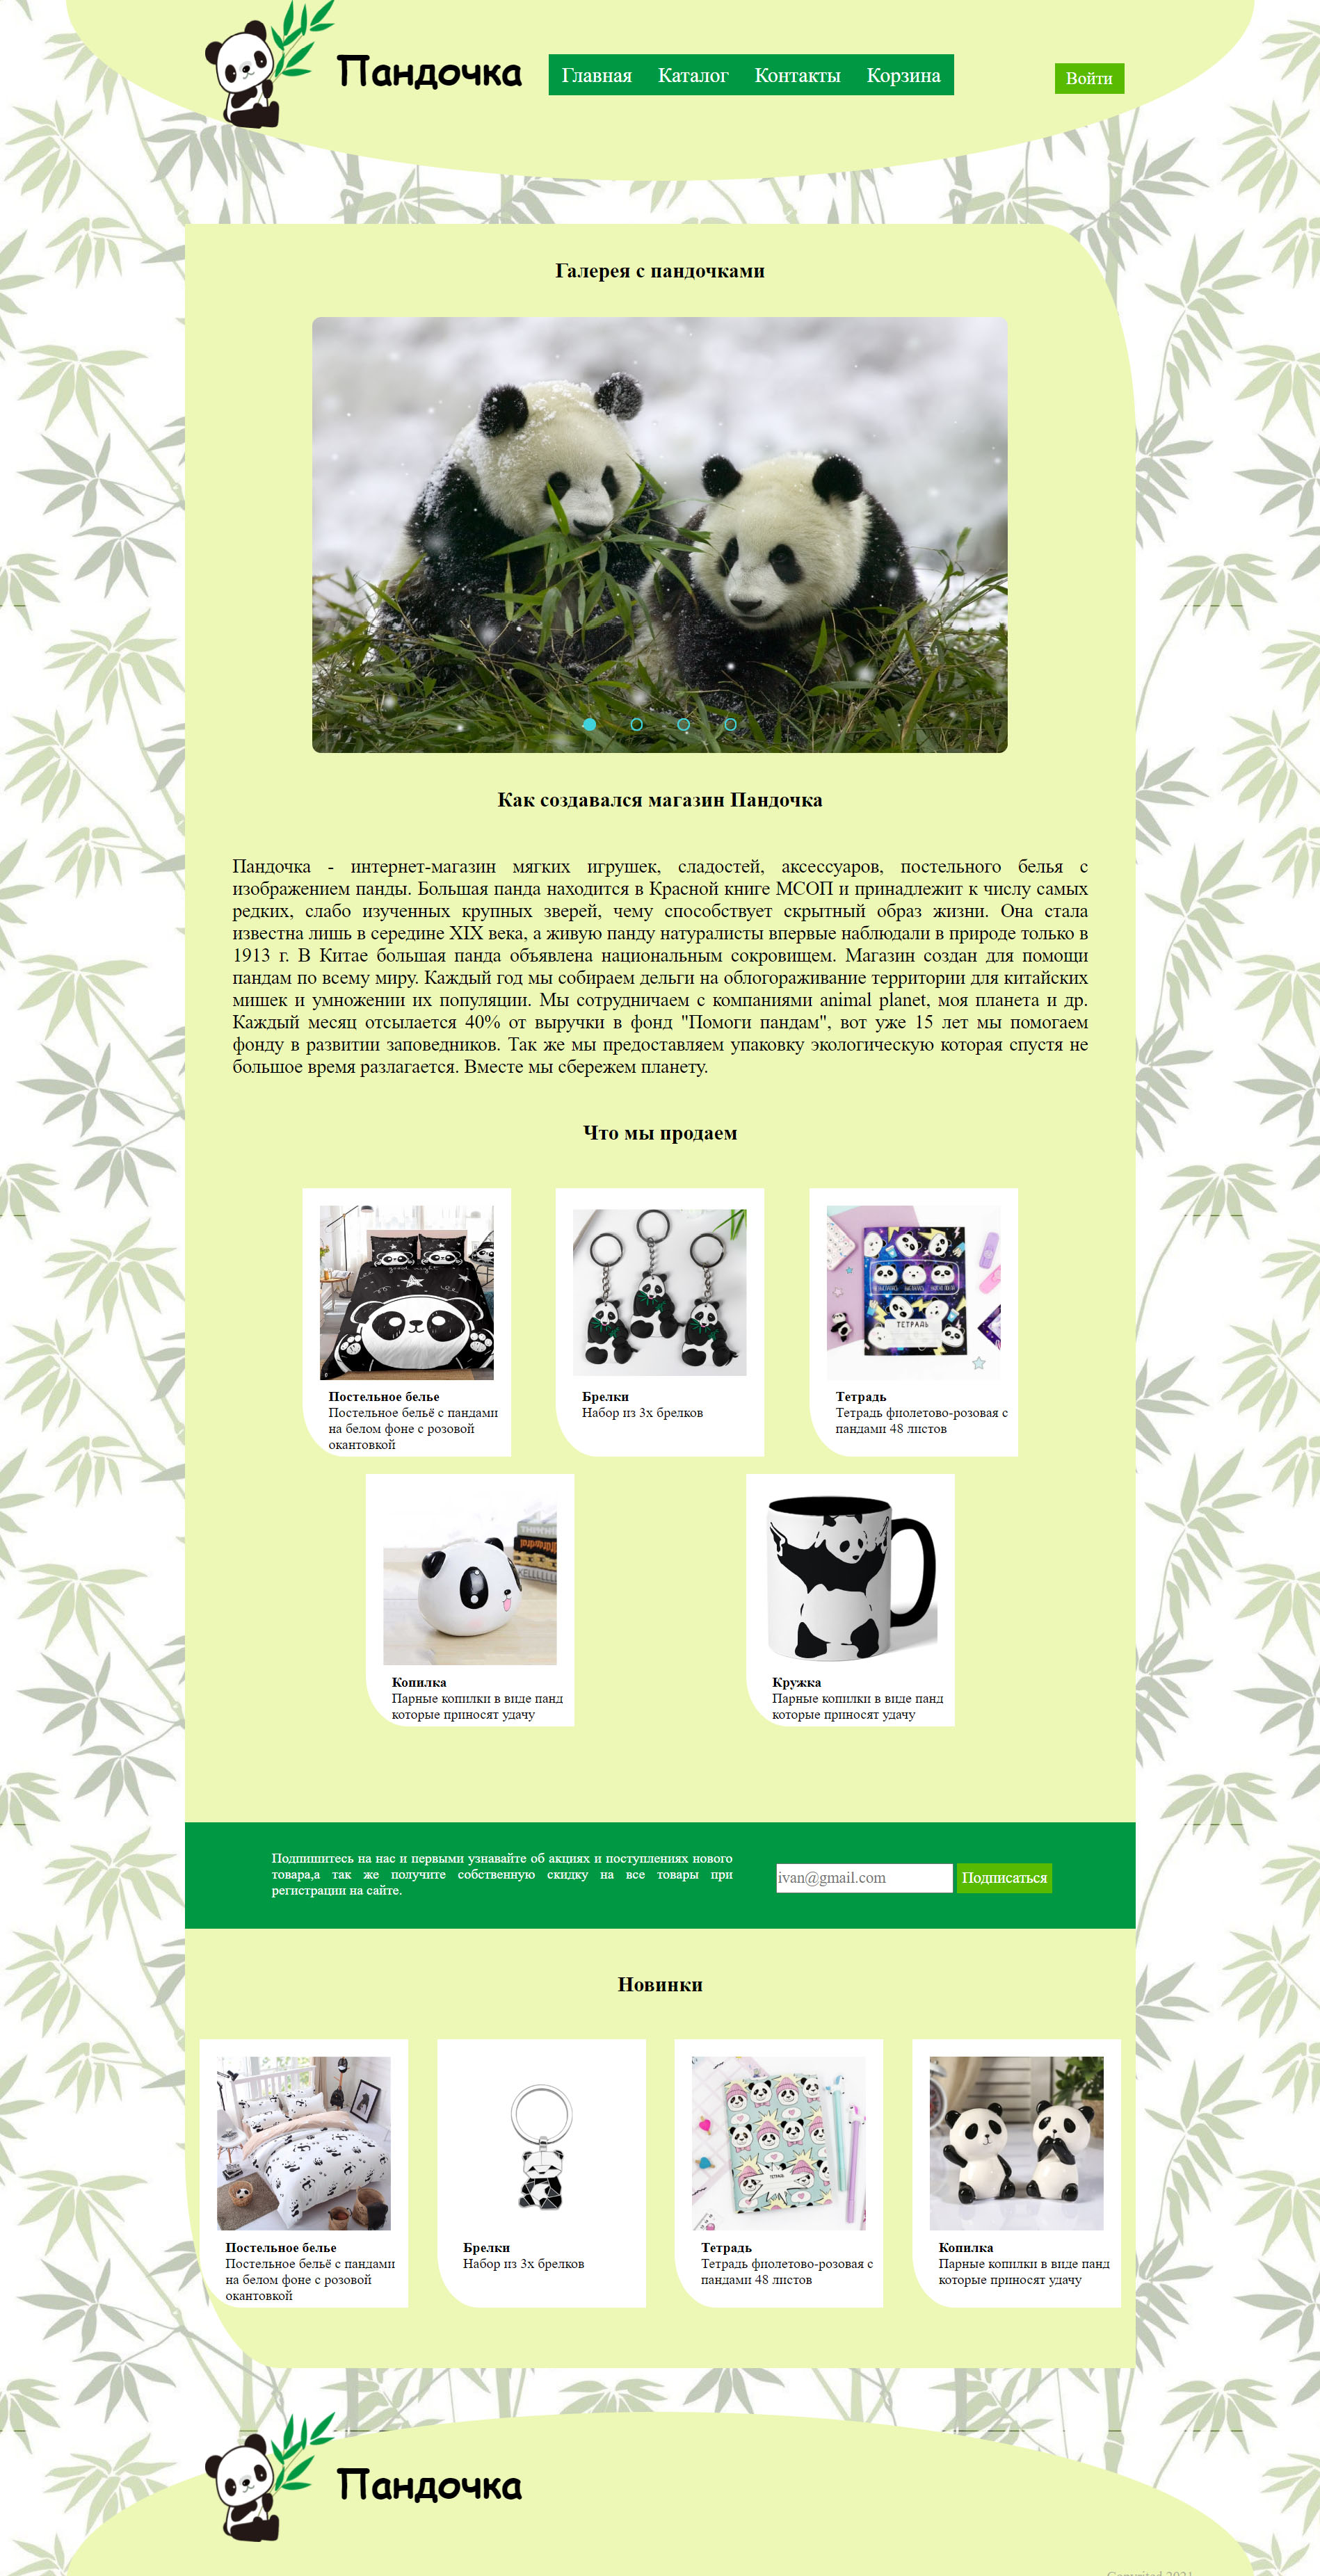 Пандочка
Главная Каталог Контакты Корзина
Войти
Галерея с пандочками
Как создавался магазин Пандочка
Пандочка - интернет-магазин мягких игрушек, сладостей, аксессуаров, постельного белья с
изображением панды. Большая панда находится в Красной книге МСОП и принадлежит к числу самых
редких, слабо изученных крупных зверей, чему способствует скрытный образ жизни. Она стала
известна лишь в середине XIX века, а живую панду натуралисты впервые наблюдали в природе только в
1913 г. В Китае большая панда объявлена национальным сокровищем. Магазин создан для помощи
пандам по всему миру. Каждый год мы собираем дельги на облогораживание территории для китайских
мишек и умножении их популяции. Мы сотрудничаем с компаниями animal planet, моя планета и др.
Каждый месяц отсылается 40% от выручки в фонд "Помоги пандам", вот уже 15 лет мы помогаем
фонду в развитии заповедников. Так же мы предоставляем упаковку экологическую которая спустя не
большое время разлагается. Вместе мы сбережем планету.
Что мы продаем
ТЕТРАДЬ
Постельное белье
Постельное бельё с пандами
на белом фоне с розовой
окантовкой
Брелки
Набор из 3х брелков
Тетрадь
Тетрадь фиолетово-розовая с
пандами 48 листов
Копилка
Парные копилки в виде панд
которые приносят удачу
Кружка
Парные копилки в виде панд
которые приносят удачу
Подпишитесь на нас и первыми узнавайте об акциях и поступлениях нового
товара,а так же получите собственную скидку на все товары при
регистрации на сайте.
ivan@gmail.com
Подписаться
Новинки
Постельное белье
Постельное бельё с пандами
на белом фоне с розовой
окантовкой
Брелки
Набор из 3х брелков
Тетрадь
Тетрадь фиолетово-розовая с
пандами 48 листов
Копилка
Парные копилки в виде панд
которые приносят удачу
Пандочка